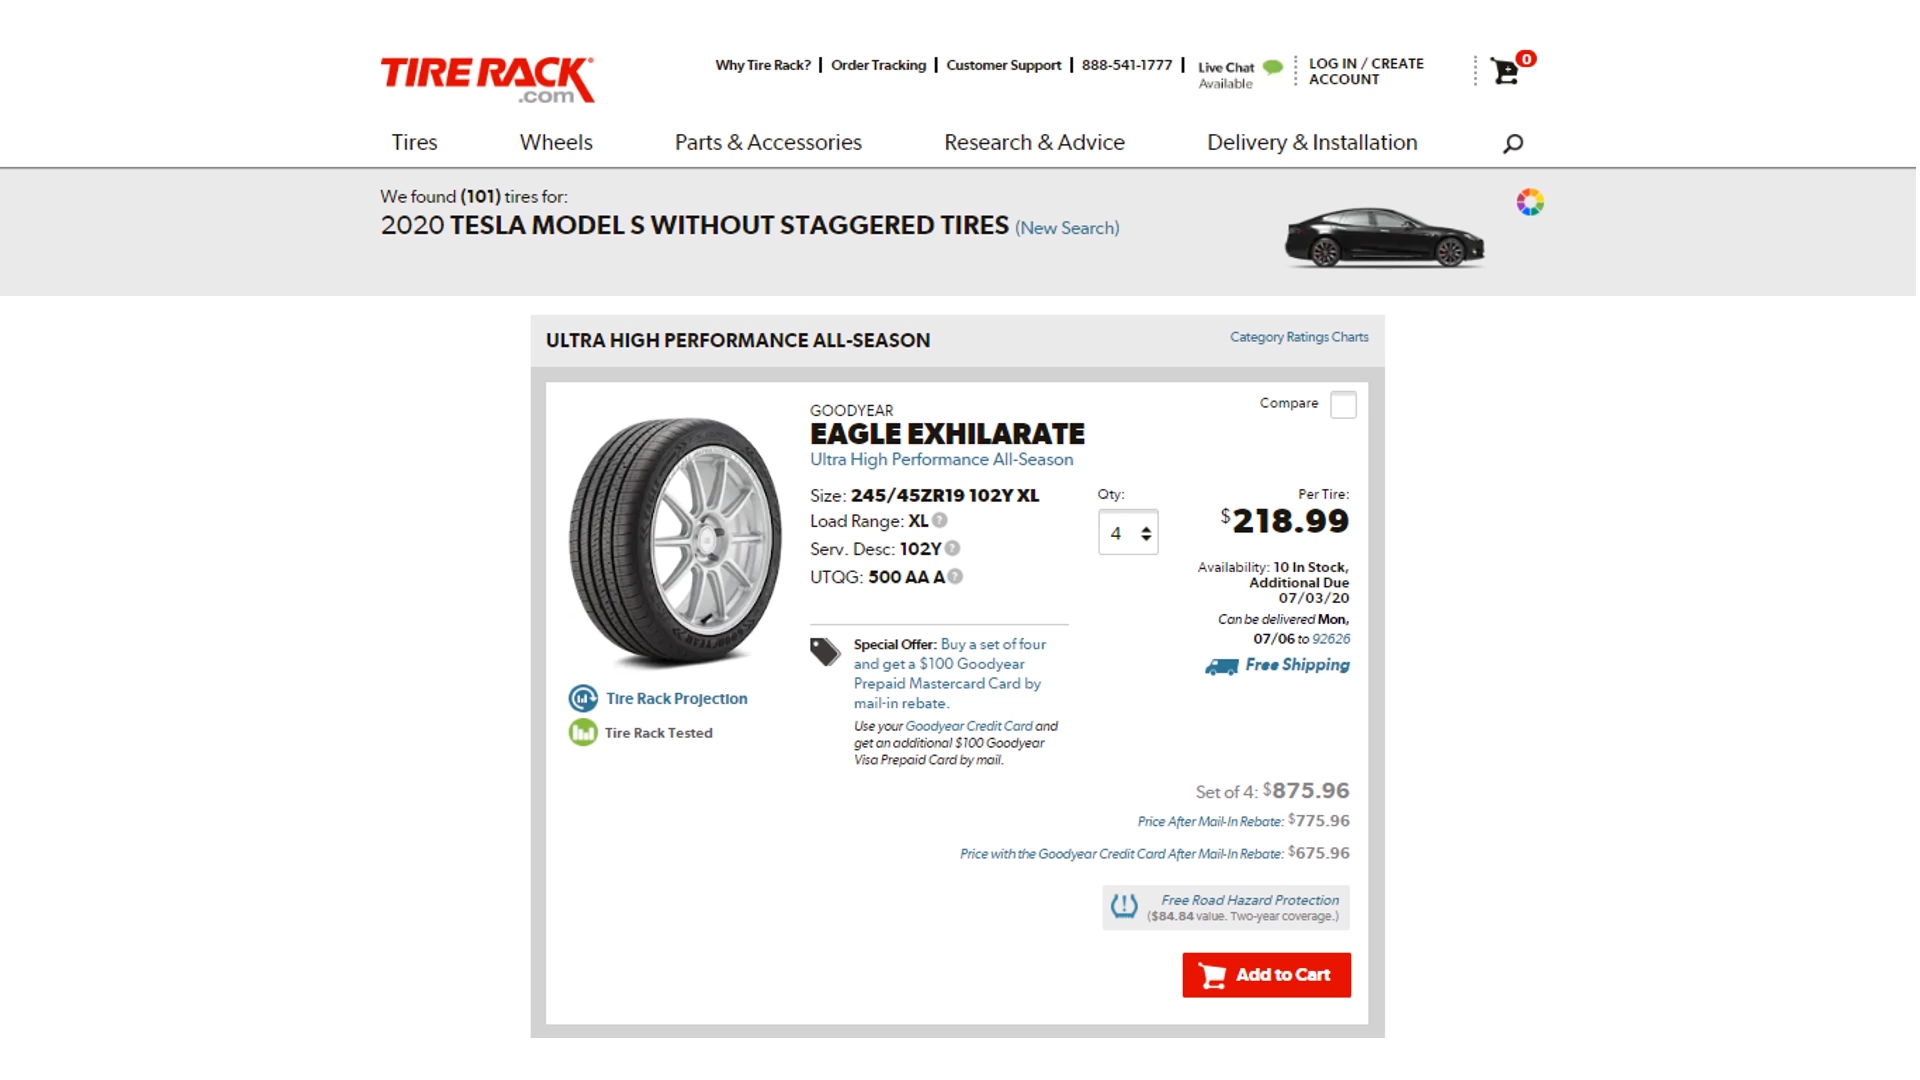 TIRE RACK
.com
Why Tire Rack? | Order Tracking | Customer Support | 888-541-1777 |
Live Chat
Available
LOG IN / CREATE
ACCOUNT
0
Tires
Wheels
Parts & Accessories
Research & Advice
Delivery & Installation
We found (101) tires for:
2020 TESLA MODEL S WITHOUT STAGGERED TIRES (New Search)
ULTRA HIGH PERFORMANCE ALL-SEASON
Category Ratings Charts
Compare
GOODYEAR
EAGLE EXHILARATE
Ultra High Performance All-Season
Size: 245/45ZR19 102Y XL
Load Range: XL ?
Serv. Desc: 102Y ?
UTQG: 500 AA A ?
Qty:
4
Per Tire:
$218.99
Availability: 10 In Stock,
Additional Due
07/03/20
Can be delivered Mon,
07/06 to 92626
Free Shipping
Tire Rack Projection
Tire Rack Tested
Special Offer: Buy a set of four
and get a $100 Goodyear
Prepaid Mastercard Card by
mail-in rebate.
Use your Goodyear Credit Card and
get an additional $100 Goodyear
Visa Prepaid Card by mail.
Set of 4: $875.96
Price After Mail-In Rebate: $775.96
Price with the Goodyear Credit Card After Mail-In Rebate: $675.96
Free Road Hazard Protection
($84.84 value. Two-year coverage.)
Add to Cart